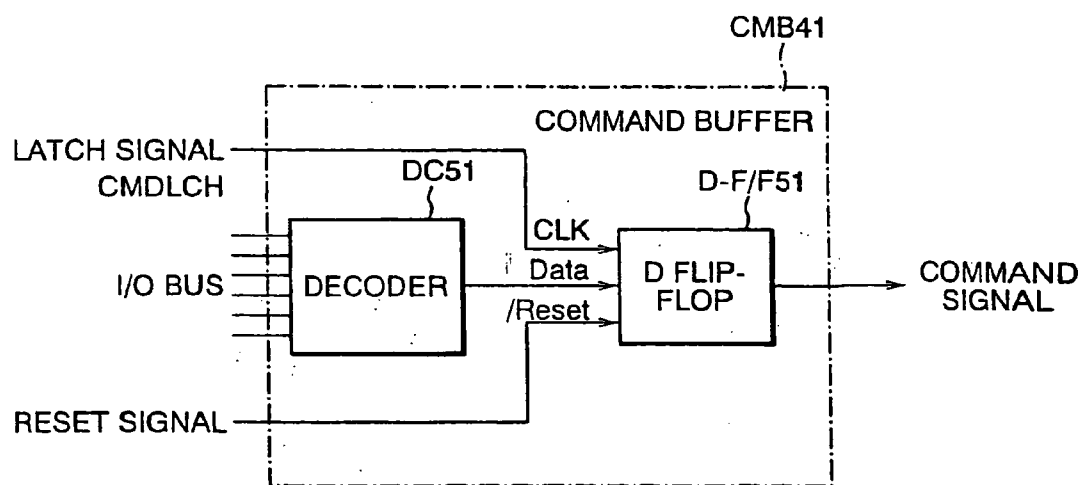 CMB41
COMMAND BUFFER
LATCH SIGNAL
CMDLCH
DC51
D-F/F51
CLK
I/O BUS
DECODER
Data
D FLIP-
FLOP
COMMAND
SIGNAL
/Reset
RESET SIGNAL